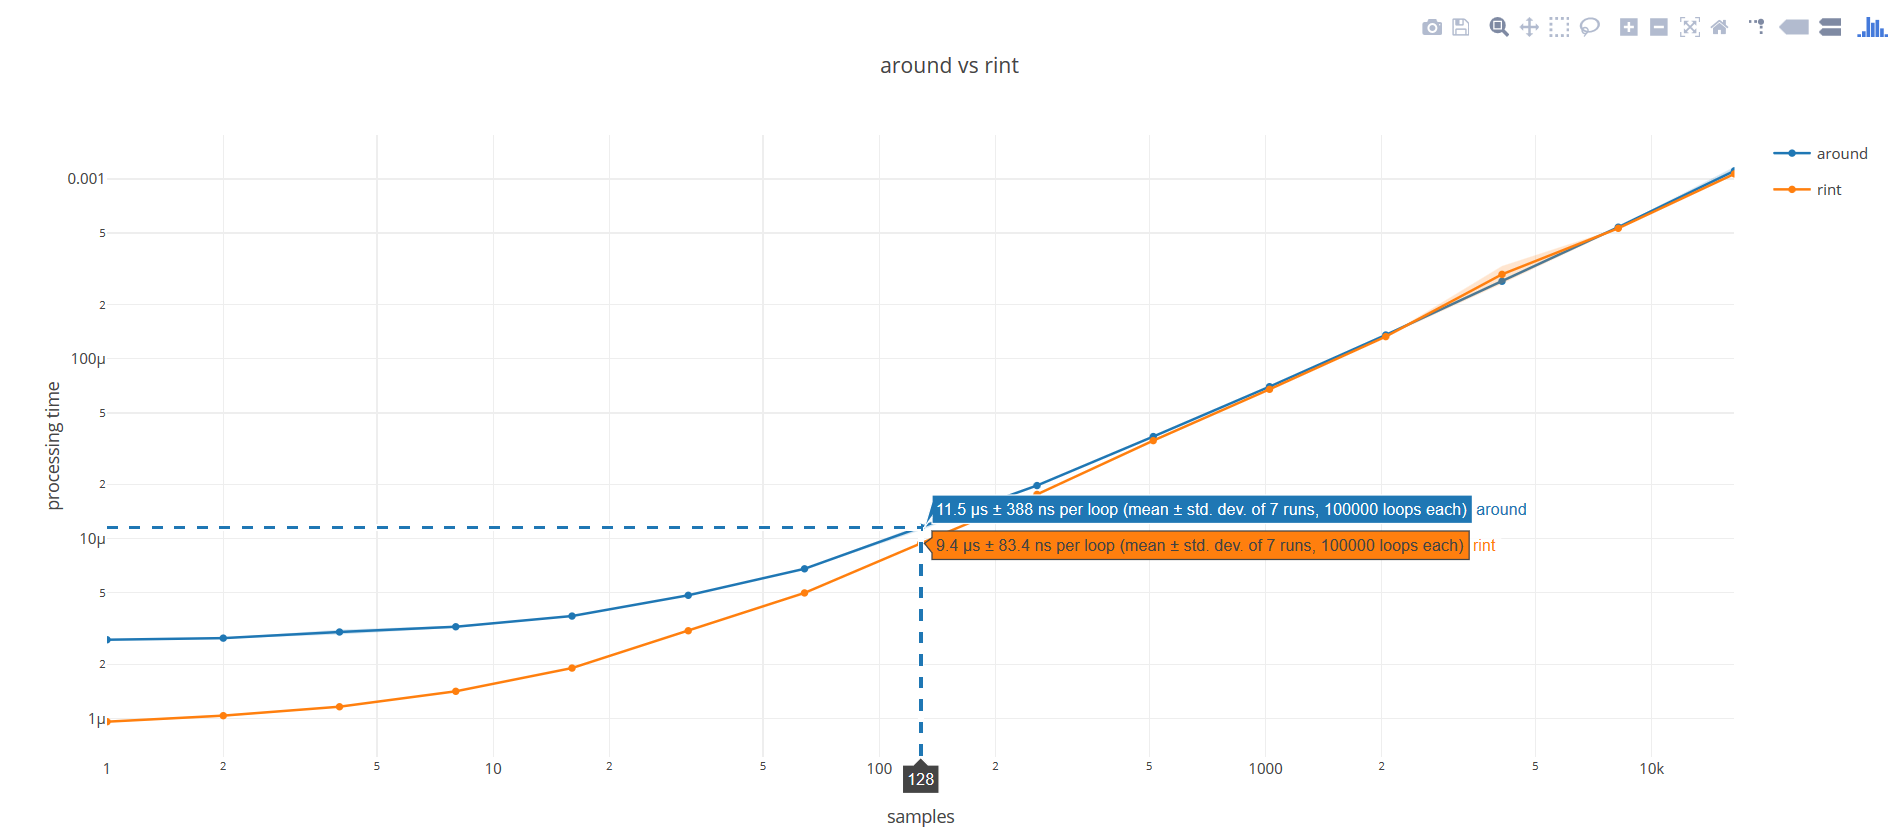 around vs rint
around
rint
processing time
0.001
5
2
100μ
5
2
10μ
5
2
1μ
11.5 μs ± 388 ns per loop (mean ± std. dev. of 7 runs, 100000 loops each) around
9.4 μs ± 83.4 ns per loop (mean ± std. dev. of 7 runs, 100000 loops each) rint
1 2 5 10 2 5 100 2 5 1000 2 5 10k
128
samples